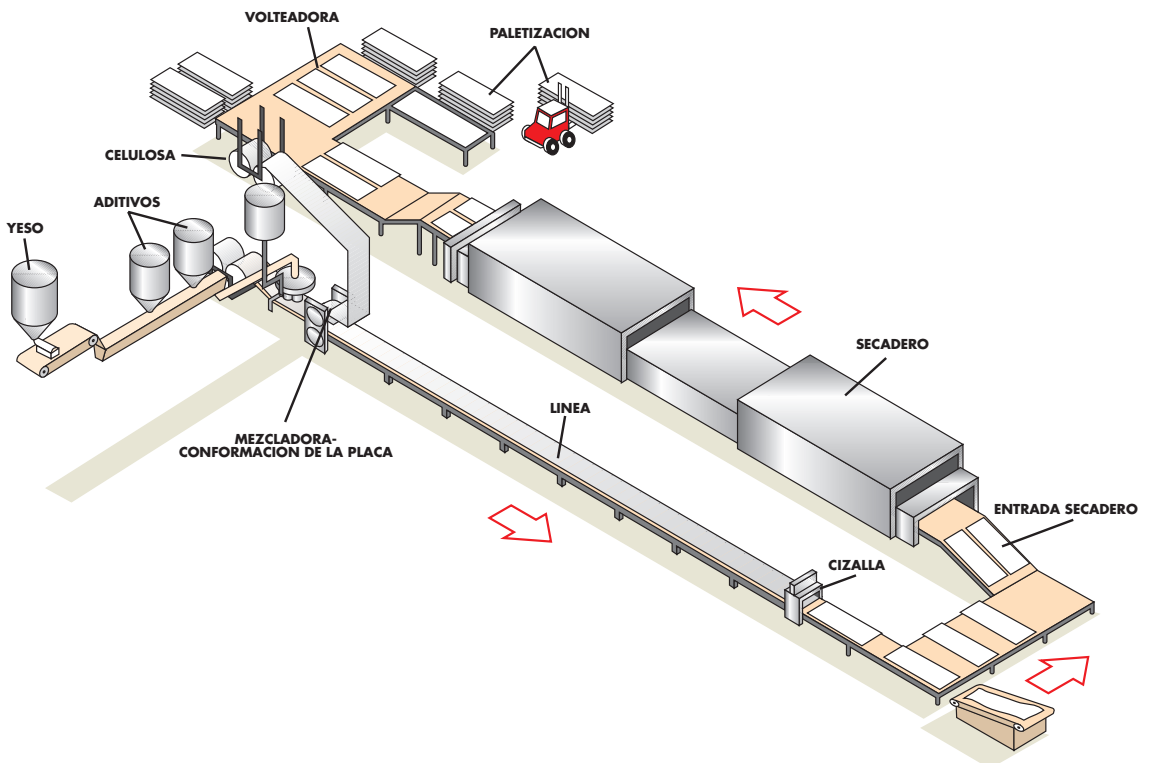 VOLTEADORA
PALETIZACION
CELULOSA
ADITIVOS
YESO
SECADERO
LINEA
MEZCLADORA-
CONFORMACION DE LA PLACA
ENTRADA SECADERO
CIZALLA